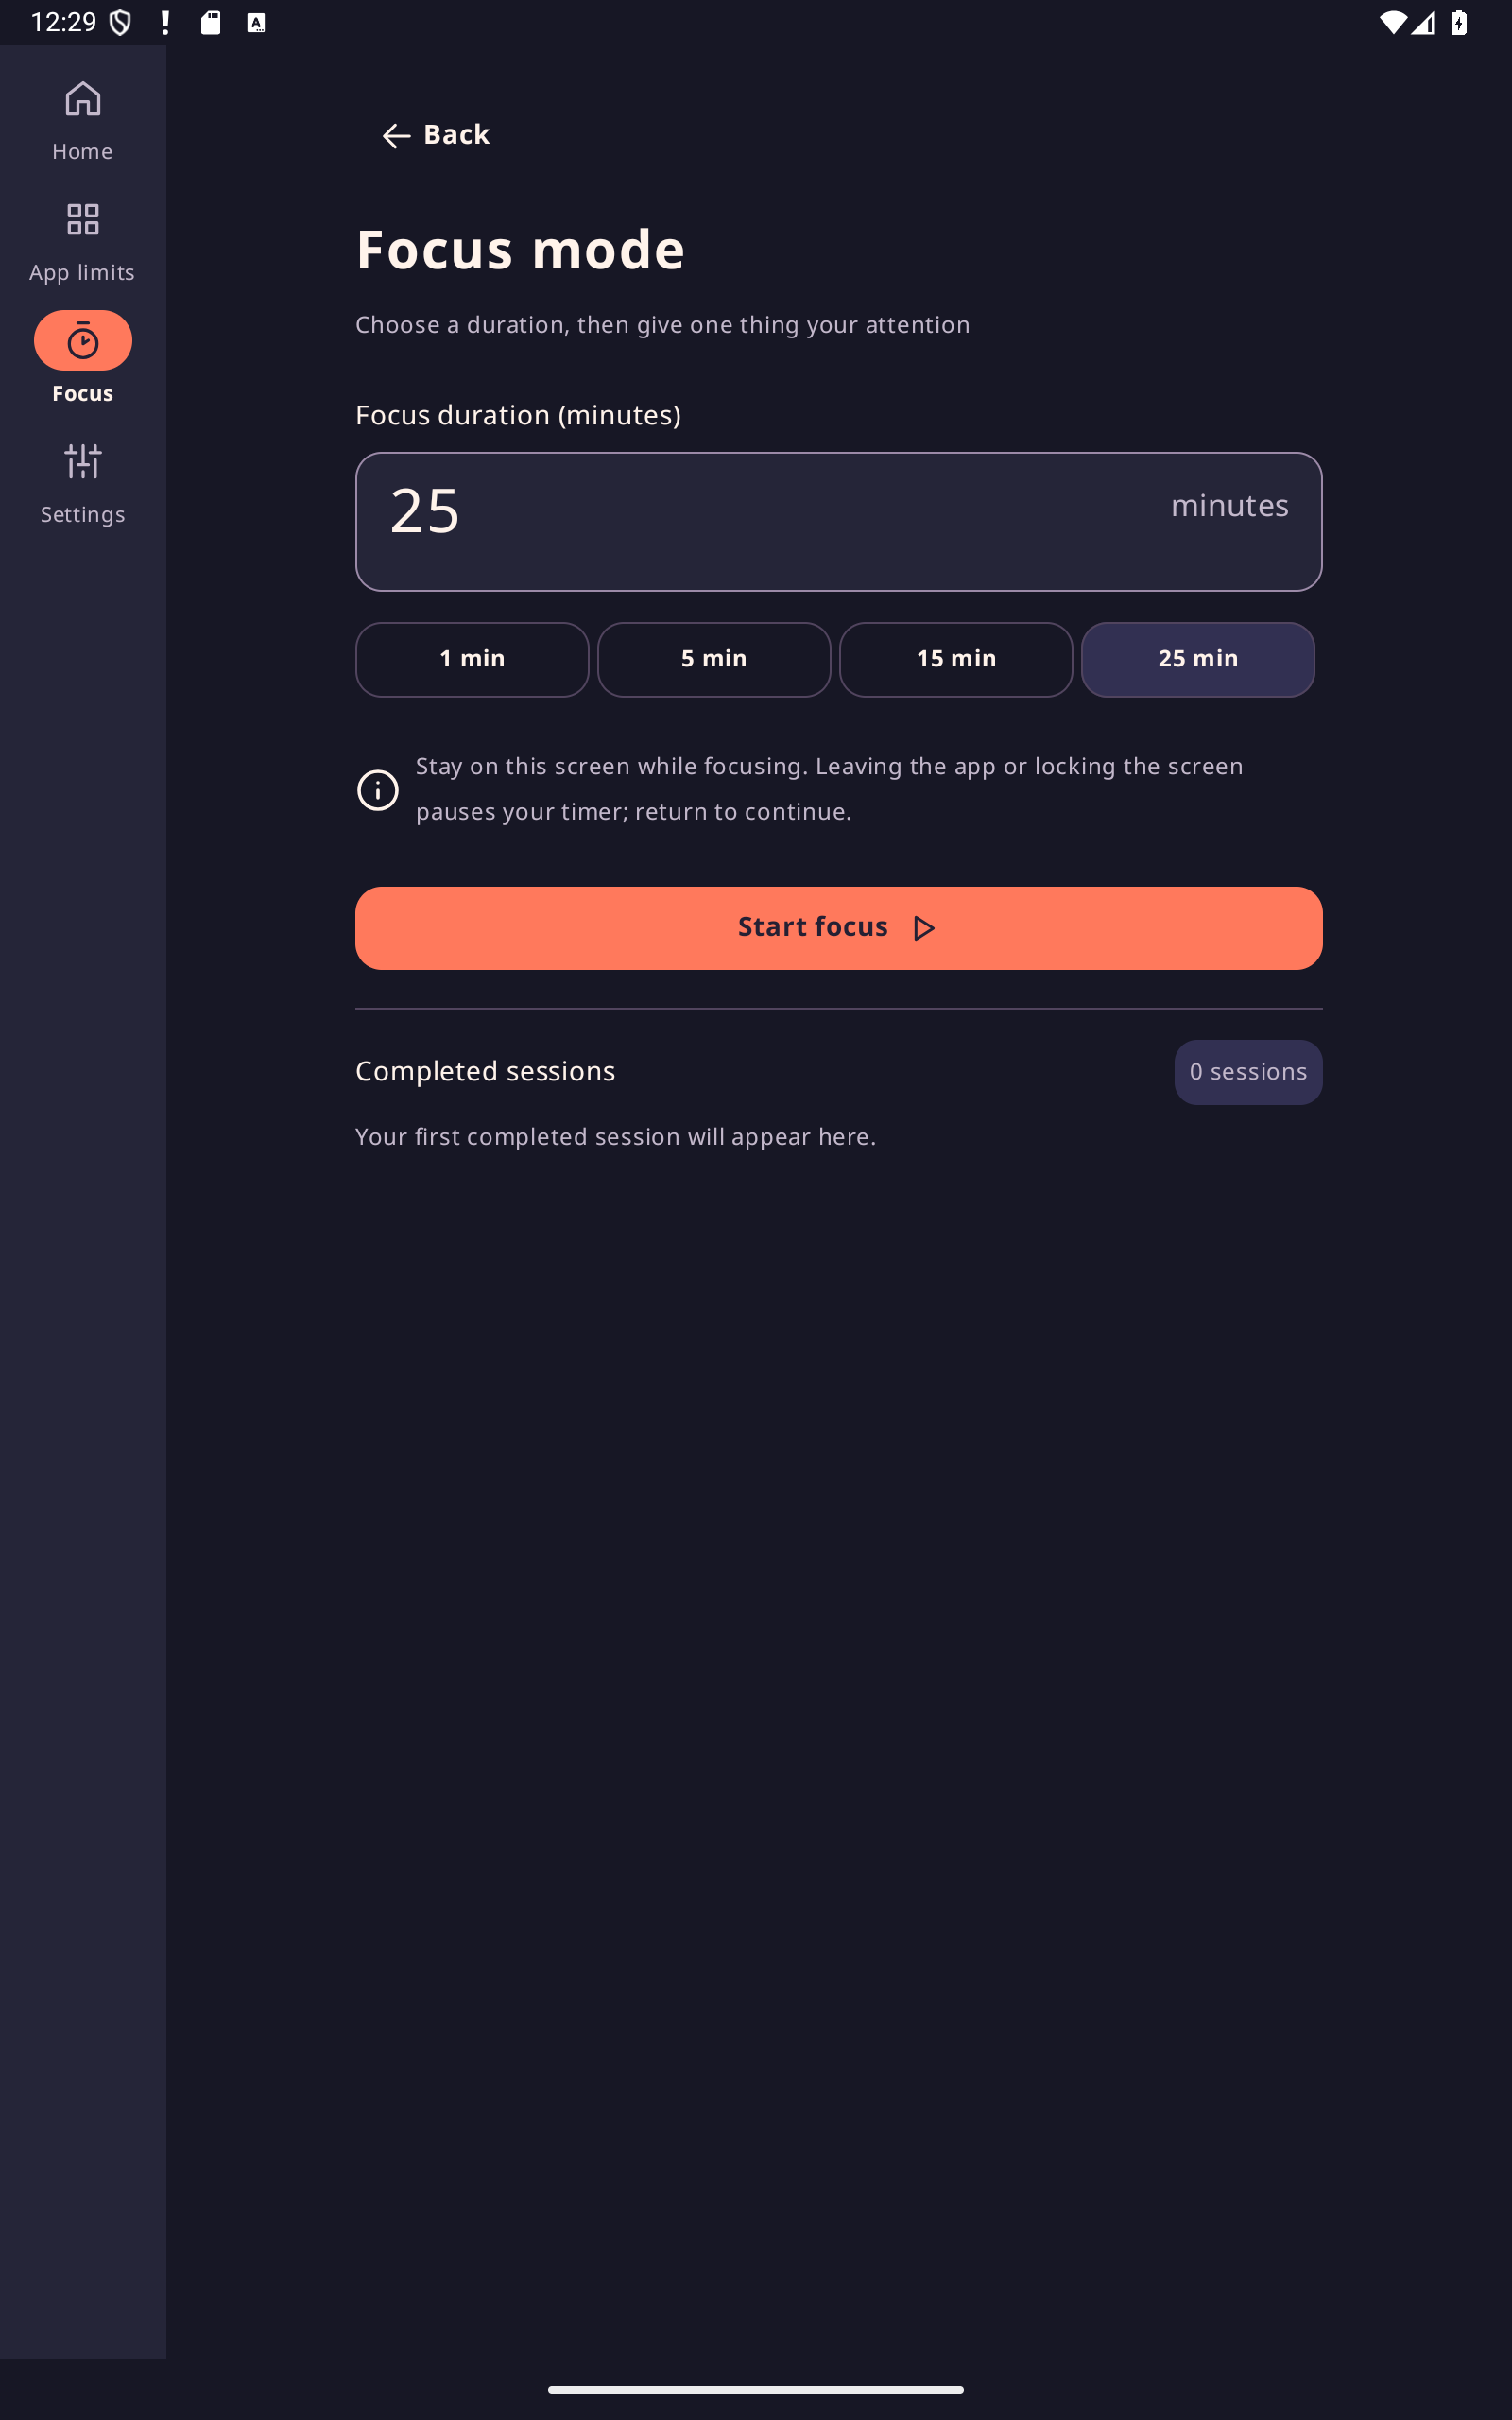 12:29
Home
App limits
Focus
Settings
Back
Focus mode
Choose a duration, then give one thing your attention
Focus duration (minutes)
25 minutes
1 min 5 min 15 min 25 min
Stay on this screen while focusing. Leaving the app or locking the screen
pauses your timer; return to continue.
Start focus
Completed sessions 0 sessions
Your first completed session will appear here.